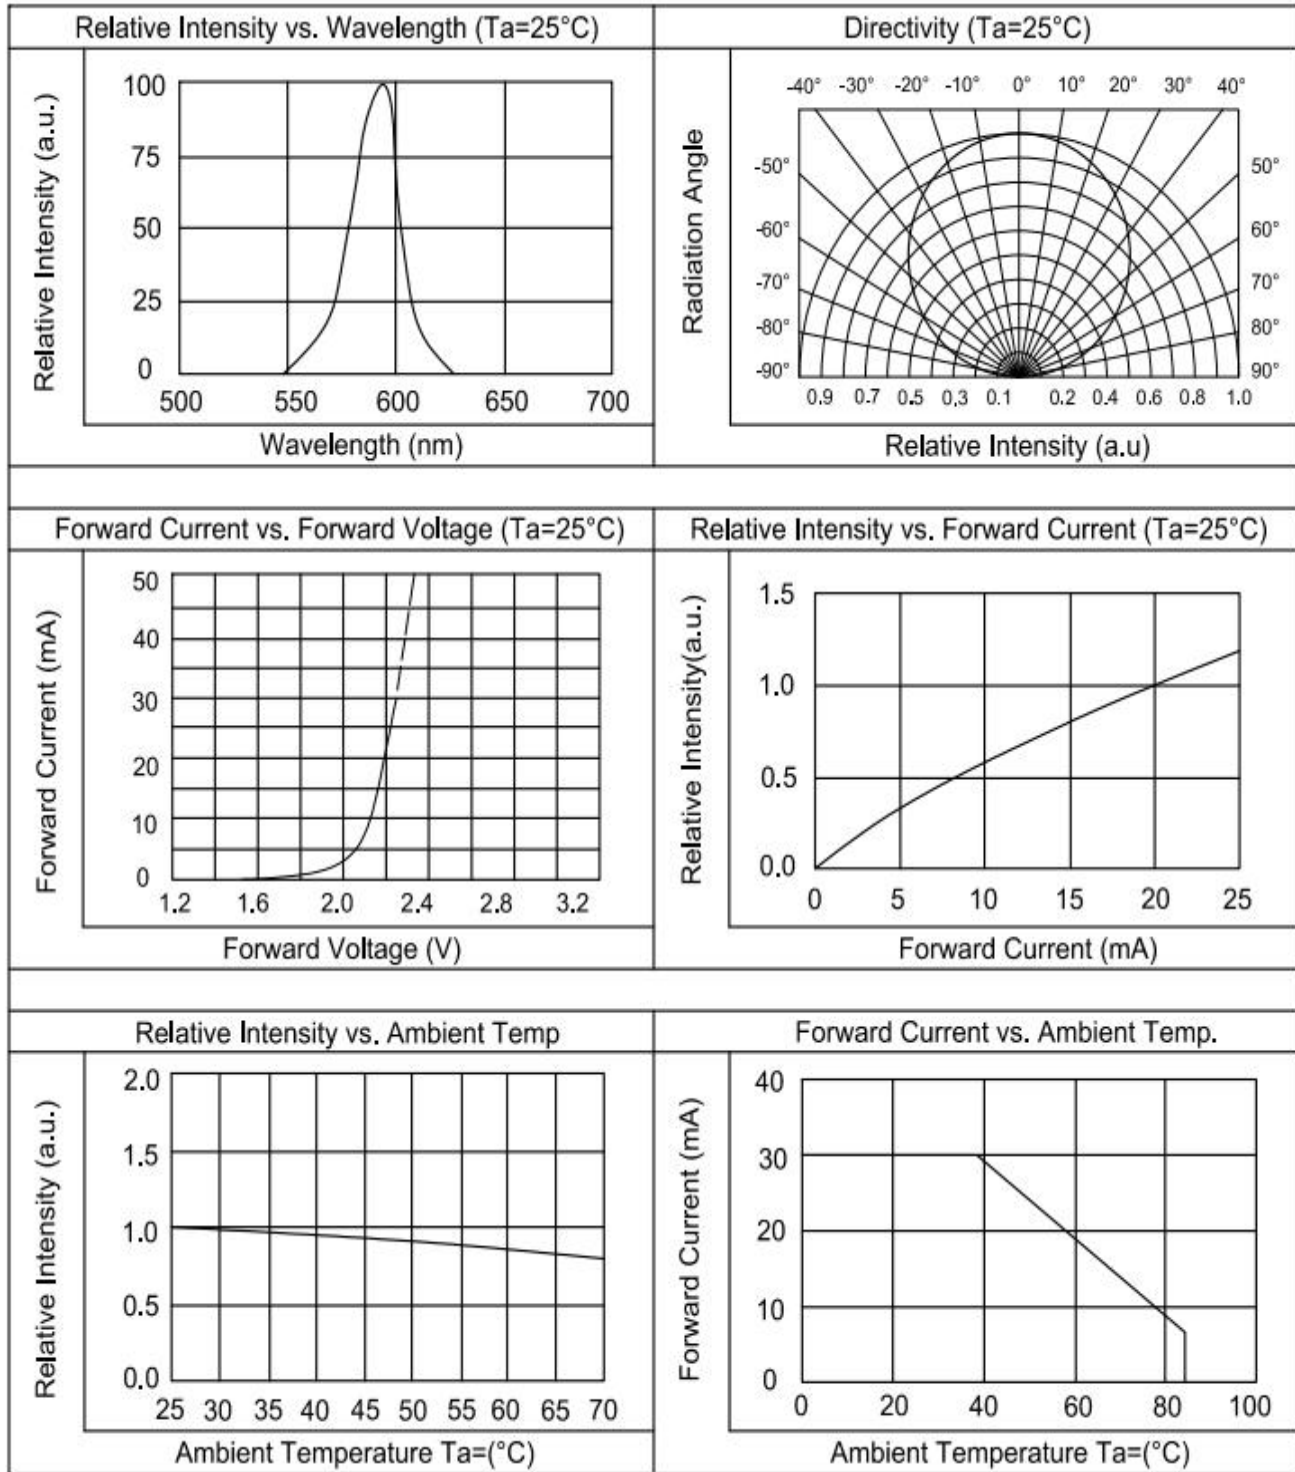 Relative Intensity vs. Wavelength (Ta=25°C)
Relative Intensity (a.u.)
100
75
50
25
0
500 550 600 650 700
Wavelength (nm)
Directivity (Ta=25°C)
Radiation Angle
-40° -30° -20° -10° 0° 10° 20° 30° 40°
-50° 50°
-60° 60°
-70° 70°
-80° 80°
-90° 90°
0.9 0.7 0.5 0.3 0.1 0.2 0.4 0.6 0.8 1.0
Relative Intensity (a.u)
Forward Current vs. Forward Voltage (Ta=25°C)
Forward Current (mA)
50
40
30
20
10
0
1.2 1.6 2.0 2.4 2.8 3.2
Forward Voltage (V)
Relative Intensity vs. Forward Current (Ta=25°C)
Relative Intensity(a.u.)
1.5
1.0
0.5
0.0
0 5 10 15 20 25
Forward Current (mA)
Relative Intensity vs. Ambient Temp
Relative Intensity (a.u.)
2.0
1.5
1.0
0.5
0.0
25 30 35 40 45 50 55 60 65 70
Ambient Temperature Ta=(°C)
Forward Current vs. Ambient Temp.
Forward Current (mA)
40
30
20
10
0
0 20 40 60 80 100
Ambient Temperature Ta=(°C)